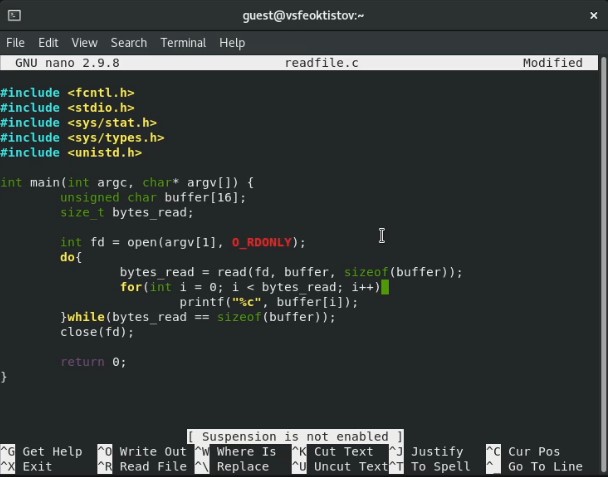 guest@vsfeoktistov:~ ×
File Edit View Search Terminal Help
GNU nano 2.9.8 readfile.c Modified
#include <fcntl.h>
#include <stdio.h>
#include <sys/stat.h>
#include <sys/types.h>
#include <unistd.h>
int main(int argc, char* argv[]) {
unsigned char buffer[16];
size_t bytes_read;
int fd = open(argv[1], O_RDONLY);
do{
bytes_read = read(fd, buffer, sizeof(buffer));
for(int i = 0; i < bytes_read; i++)
printf("%c", buffer[i]);
}while(bytes_read == sizeof(buffer));
close(fd);
return 0;
}
[ Suspension is not enabled ]
^G Get Help ^O Write Out ^W Where Is ^K Cut Text ^J Justify ^C Cur Pos
^X Exit ^R Read File ^\ Replace ^U Uncut Text ^T To Spell ^_ Go To Line